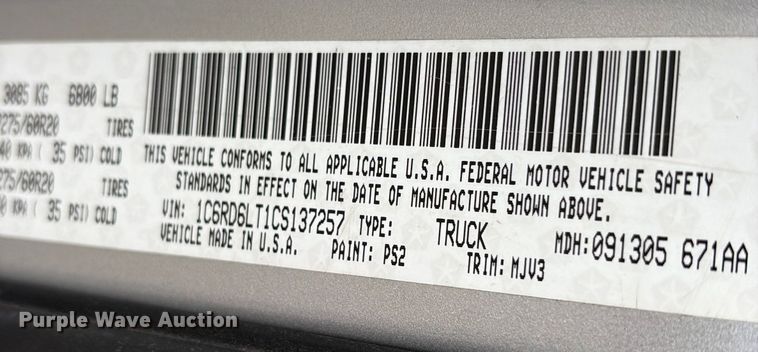 3085 KG 6800 LB
275/60R20 TIRES
KPA( 35 PSI) COLD
275/60R20 TIRES
KPA ( 35 PSI) COLD
THIS VEHICLE CONFORMS TO ALL APPLICABLE U.S.A. FEDERAL MOTOR VEHICLE SAFETY
STANDARDS IN EFFECT ON THE DATE OF MANUFACTURE SHOWN ABOVE.
VIN: 1C6RD6LT1CS137257 TYPE: TRUCK MDH:091305 671AA
VEHICLE MADE IN U.S.A. PAINT: PS2 TRIM: MJV3
Purple Wave Auction